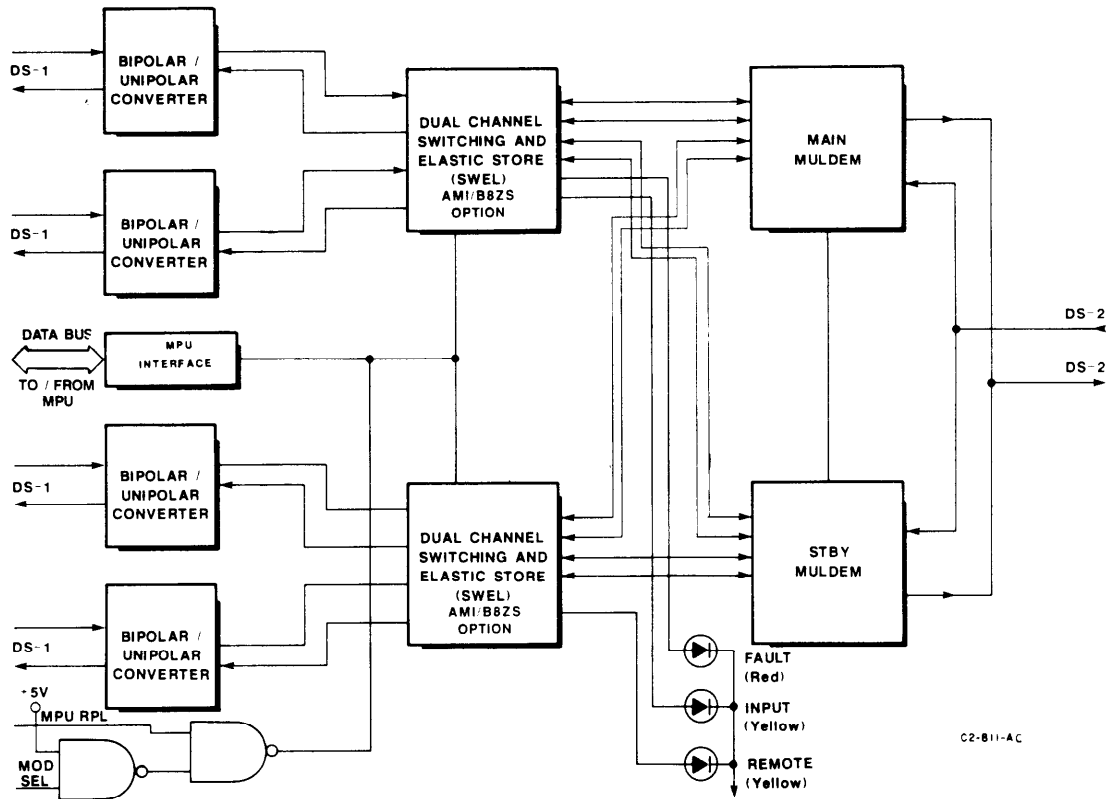 DS-1
BIPOLAR /
UNIPOLAR
CONVERTER
DUAL CHANNEL
SWITCHING AND
ELASTIC STORE
(SWEL)
AMI/B8ZS
OPTION
MAIN
MULDEM
DS-1
BIPOLAR /
UNIPOLAR
CONVERTER
DATA BUS
TO / FROM
MPU
MPU
INTERFACE
DS-2
DS-2
DS-1
BIPOLAR /
UNIPOLAR
CONVERTER
DUAL CHANNEL
SWITCHING AND
ELASTIC STORE
(SWEL)
AMI/B8ZS
OPTION
STBY
MULDEM
DS-1
BIPOLAR /
UNIPOLAR
CONVERTER
+5V
MPU RPL
MOD
SEL
FAULT
(Red)
INPUT
(Yellow)
REMOTE
(Yellow)
C2-811-AC